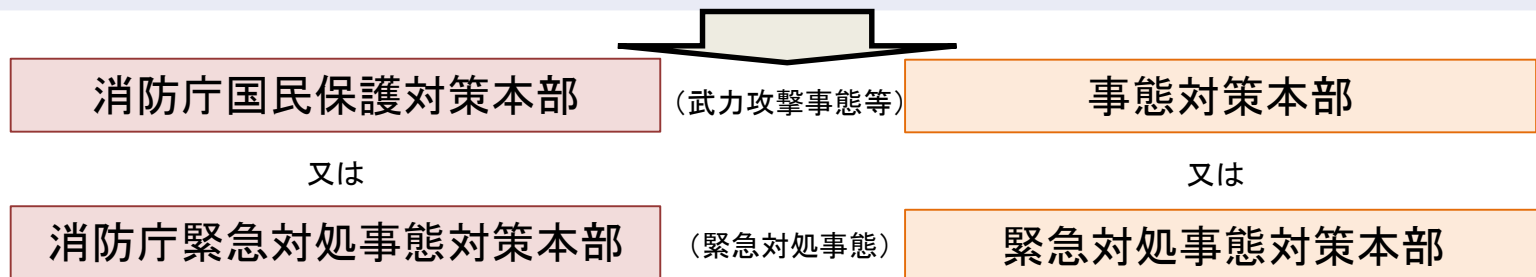 消防庁国民保護対策本部 （武力攻撃事態等） 事態対策本部
又は 又は
消防庁緊急対処事態対策本部 （緊急対処事態） 緊急対処事態対策本部